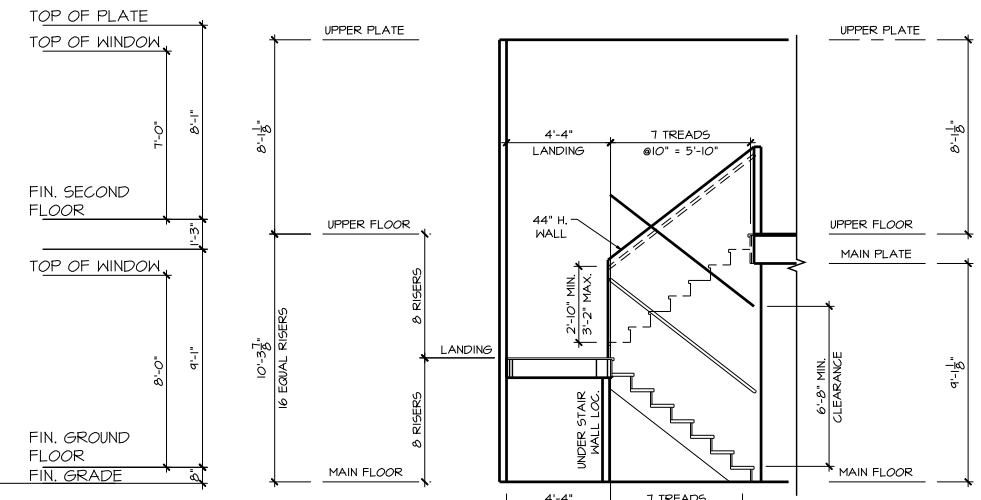 TOP OF PLATE
TOP OF WINDOW
7'-0"
8'-1"
FIN. SECOND
FLOOR
1'-3"
TOP OF WINDOW
8'-0"
9'-1"
FIN. GROUND
FLOOR
FIN. GRADE
8"
UPPER PLATE
8'-1 1/8"
UPPER FLOOR
10'-3 7/8"
16 EQUAL RISERS
8 RISERS
LANDING
8 RISERS
MAIN FLOOR
4'-4"
LANDING
7 TREADS
@10" = 5'-10"
44" H.
WALL
2'-10" MIN.
3'-2" MAX.
UNDER STAIR
WALL LOC.
4'-4"
7 TREADS
UPPER PLATE
8'-1 1/8"
UPPER FLOOR
MAIN PLATE
6'-8" MIN.
CLEARANCE
9'-1 1/8"
MAIN FLOOR